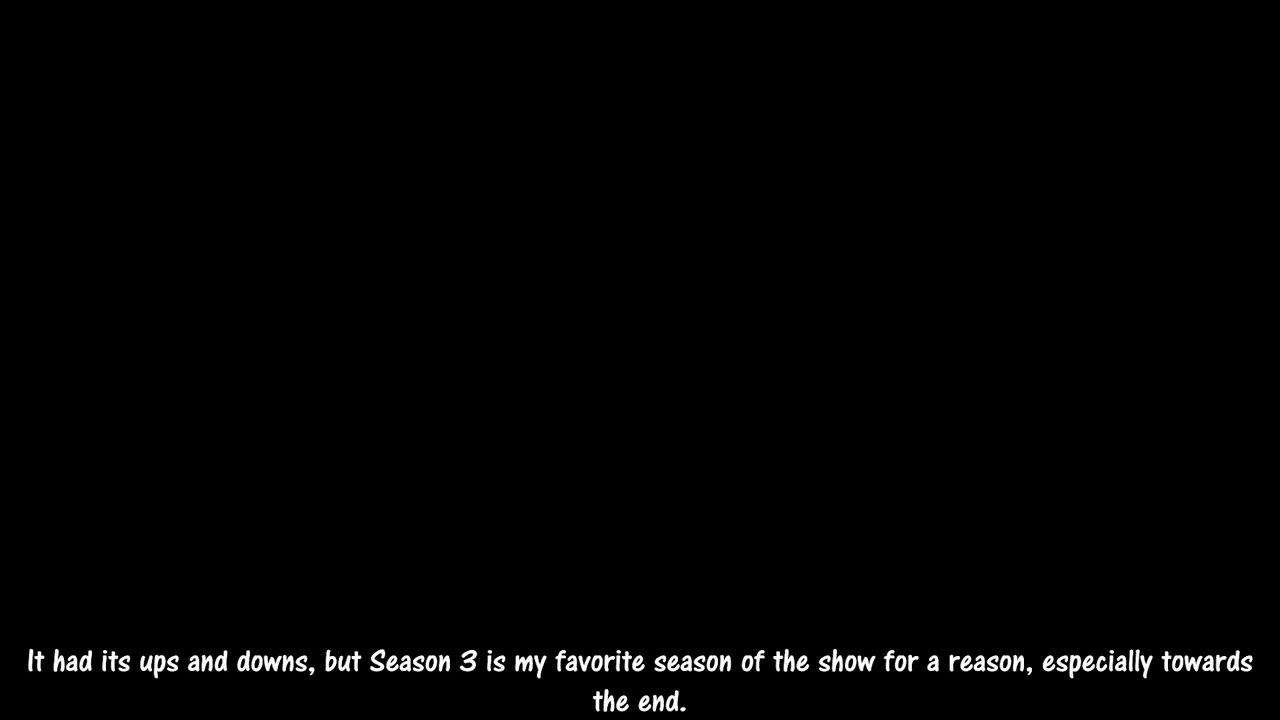 It had its ups and downs, but Season 3 is my favorite season of the show for a reason, especially towards
the end.